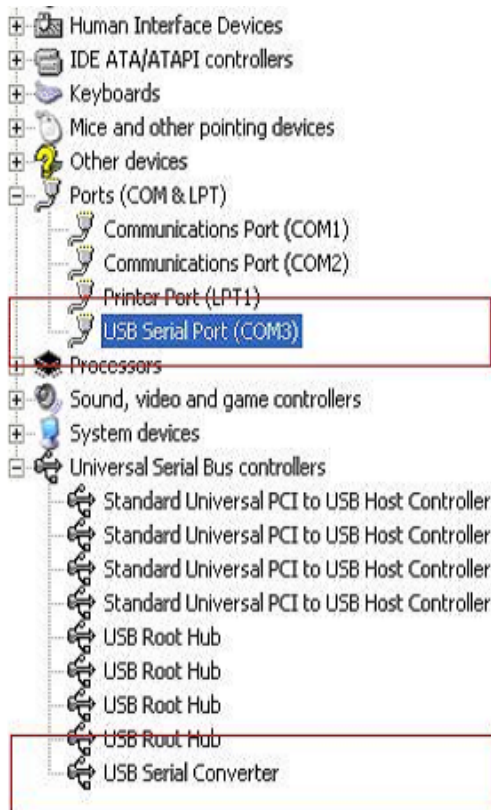 Human Interface Devices
IDE ATA/ATAPI controllers
Keyboards
Mice and other pointing devices
Other devices
Ports (COM & LPT)
Communications Port (COM1)
Communications Port (COM2)
Printer Port (LPT1)
USB Serial Port (COM3)
Processors
Sound, video and game controllers
System devices
Universal Serial Bus controllers
Standard Universal PCI to USB Host Controller
Standard Universal PCI to USB Host Controller
Standard Universal PCI to USB Host Controller
Standard Universal PCI to USB Host Controller
USB Root Hub
USB Root Hub
USB Root Hub
USB Root Hub
USB Serial Converter